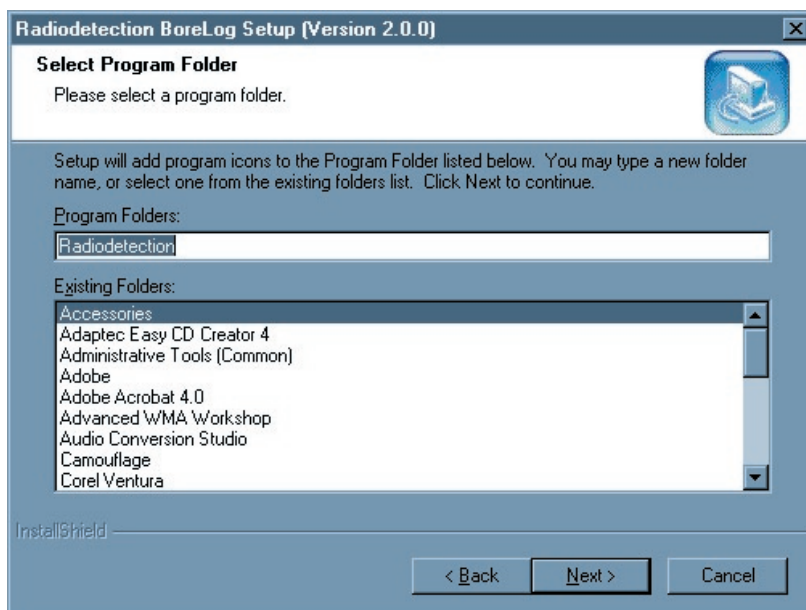 Radiodetection BoreLog Setup (Version 2.0.0)
Select Program Folder
Please select a program folder.
Setup will add program icons to the Program Folder listed below. You may type a new folder
name, or select one from the existing folders list. Click Next to continue.
Program Folders:
Radiodetection
Existing Folders:
Accessories
Adaptec Easy CD Creator 4
Administrative Tools (Common)
Adobe
Adobe Acrobat 4.0
Advanced WMA Workshop
Audio Conversion Studio
Camouflage
Corel Ventura
InstallShield
< Back
Next >
Cancel